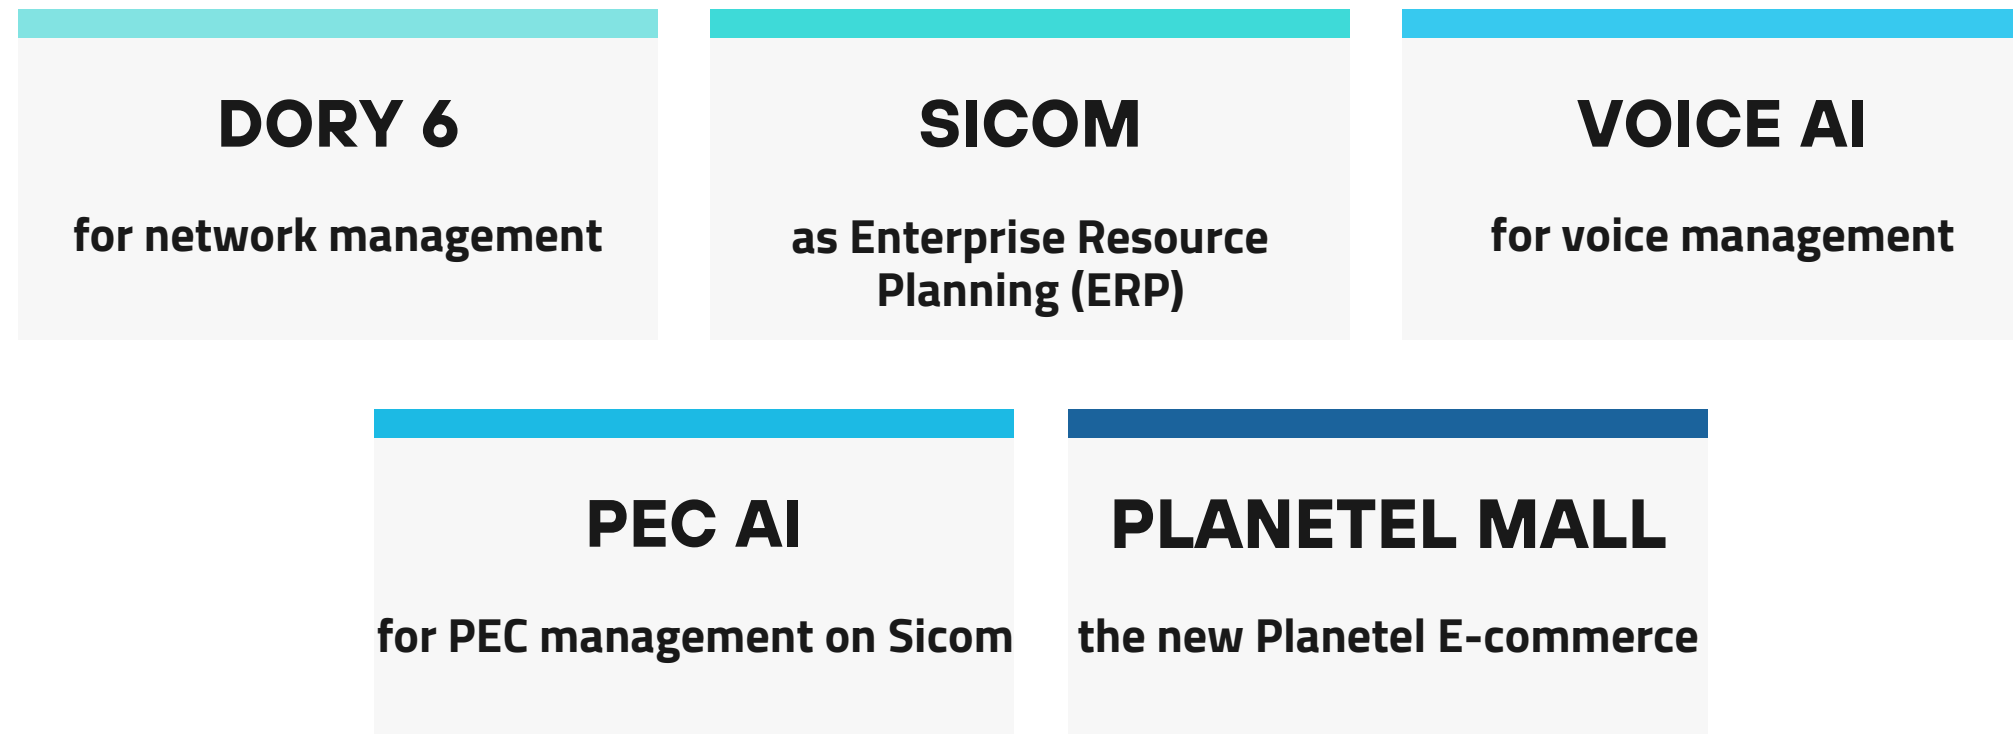 DORY 6
for network management
SICOM
as Enterprise Resource
Planning (ERP)
VOICE AI
for voice management
PEC AI
for PEC management on Sicom
PLANETEL MALL
the new Planetel E-commerce